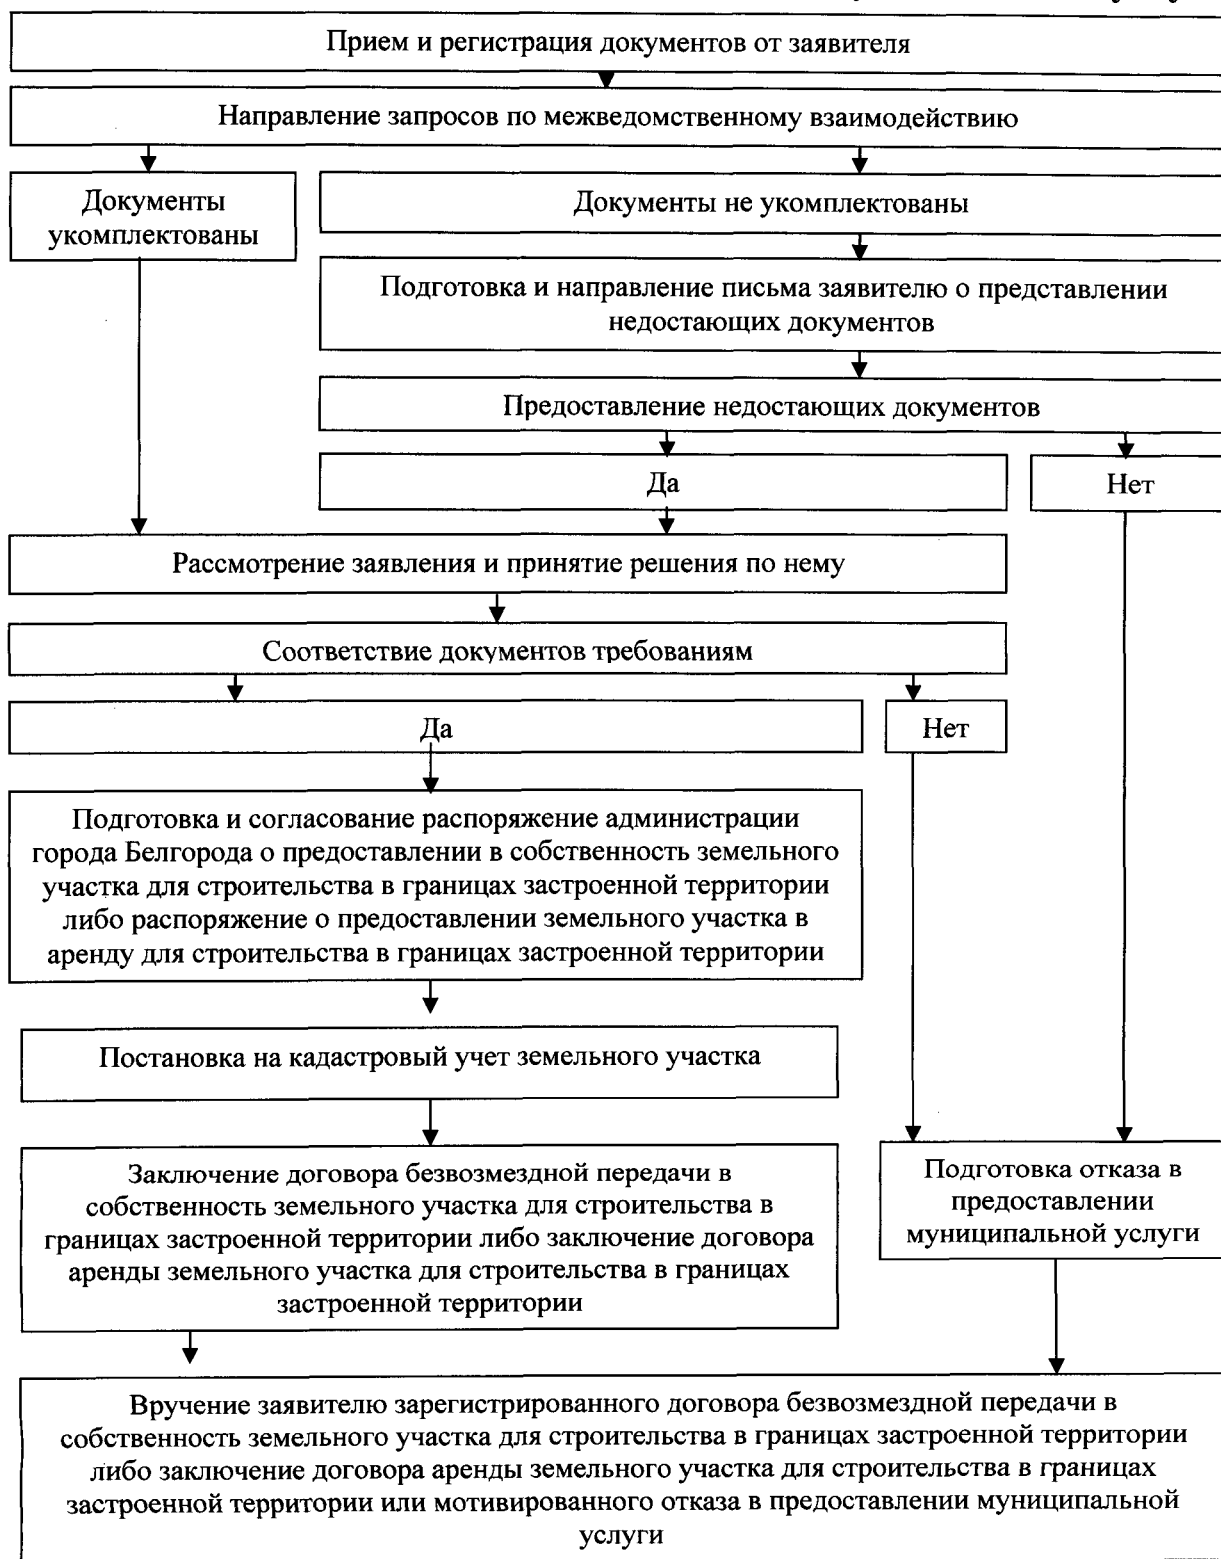 Прием и регистрация документов от заявителя
Направление запросов по межведомственному взаимодействию
Документы
укомплектованы
Документы не укомплектованы
Подготовка и направление письма заявителю о представлении
недостающих документов
Предоставление недостающих документов
Да
Нет
Рассмотрение заявления и принятие решения по нему
Соответствие документов требованиям
Да
Нет
Подготовка и согласование распоряжение администрации
города Белгорода о предоставлении в собственность земельного
участка для строительства в границах застроенной территории
либо распоряжение о предоставлении земельного участка в
аренду для строительства в границах застроенной территории
Постановка на кадастровый учет земельного участка
Заключение договора безвозмездной передачи в
собственность земельного участка для строительства в
границах застроенной территории либо заключение договора
аренды земельного участка для строительства в границах
застроенной территории
Подготовка отказа в
предоставлении
муниципальной услуги
Вручение заявителю зарегистрированного договора безвозмездной передачи в
собственность земельного участка для строительства в границах застроенной территории
либо заключение договора аренды земельного участка для строительства в границах
застроенной территории или мотивированного отказа в предоставлении муниципальной
услуги